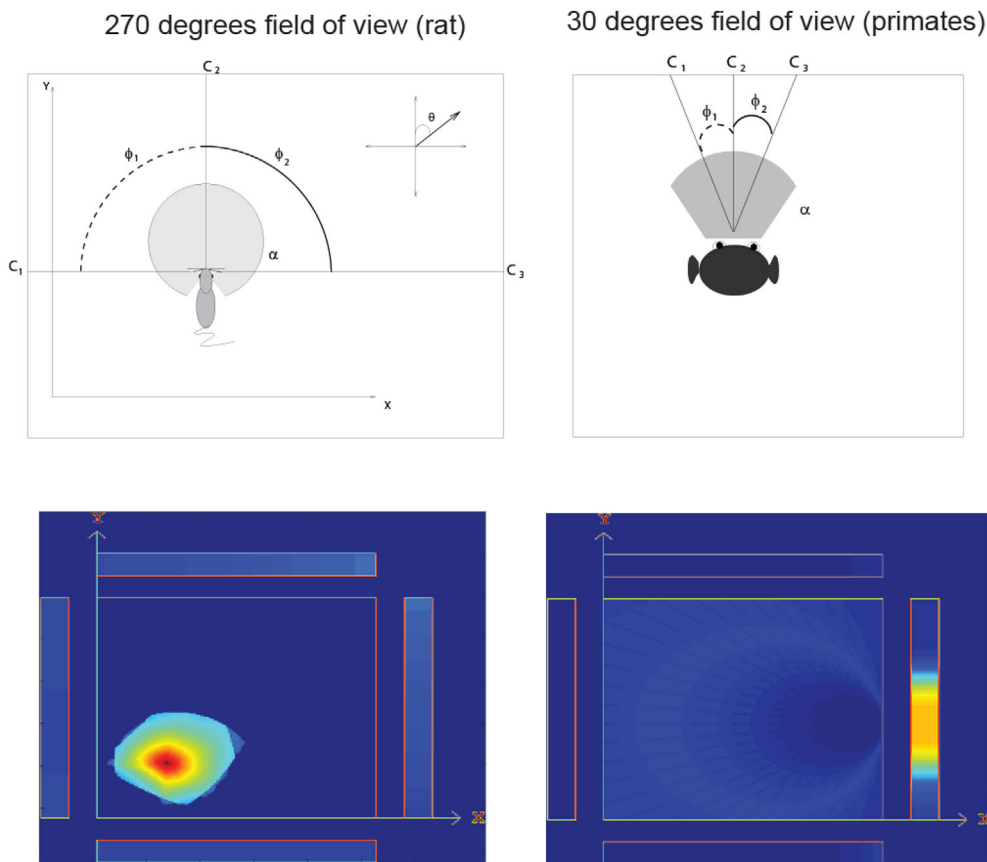 270 degrees field of view (rat)
30 degrees field of view (primates)
C2
Y
θ
ϕ1
ϕ2
α
C1
C3
X
C1
C2
C3
ϕ1
ϕ2
α
Y
X
Y